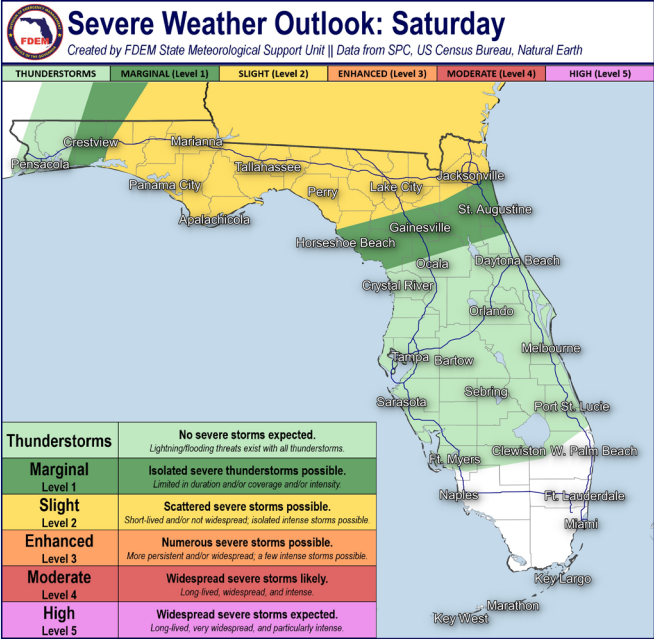 Severe Weather Outlook: Saturday
FDEM
Created by FDEM State Meteorological Support Unit || Data from SPC, US Census Bureau, Natural Earth
THUNDERSTORMS MARGINAL (Level 1) SLIGHT (Level 2) ENHANCED (Level 3) MODERATE (Level 4) HIGH (Level 5)
Crestview
Marianna
Pensacola
Tallahassee
Jacksonville
Panama City
Perry
Lake City
Apalachicola
St. Augustine
Gainesville
Horseshoe Beach
Ocala
Daytona Beach
Crystal River
Orlando
Melbourne
Tampa
Bartow
Sebring
Sarasota
Port St. Lucie
Clewiston
W. Palm Beach
Ft. Myers
Naples
Ft. Lauderdale
Miami
Key Largo
Marathon
Key West
Thunderstorms
No severe storms expected.
Lightning/flooding threats exist with all thunderstorms.
Marginal
Level 1
Isolated severe thunderstorms possible.
Limited in duration and/or coverage and/or intensity.
Slight
Level 2
Scattered severe storms possible.
Short-lived and/or not widespread; isolated intense storms possible.
Enhanced
Level 3
Numerous severe storms possible.
More persistent and/or widespread; a few intense storms possible.
Moderate
Level 4
Widespread severe storms likely.
Long-lived, widespread, and intense.
High
Level 5
Widespread severe storms expected.
Long-lived, very widespread, and particularly intense.